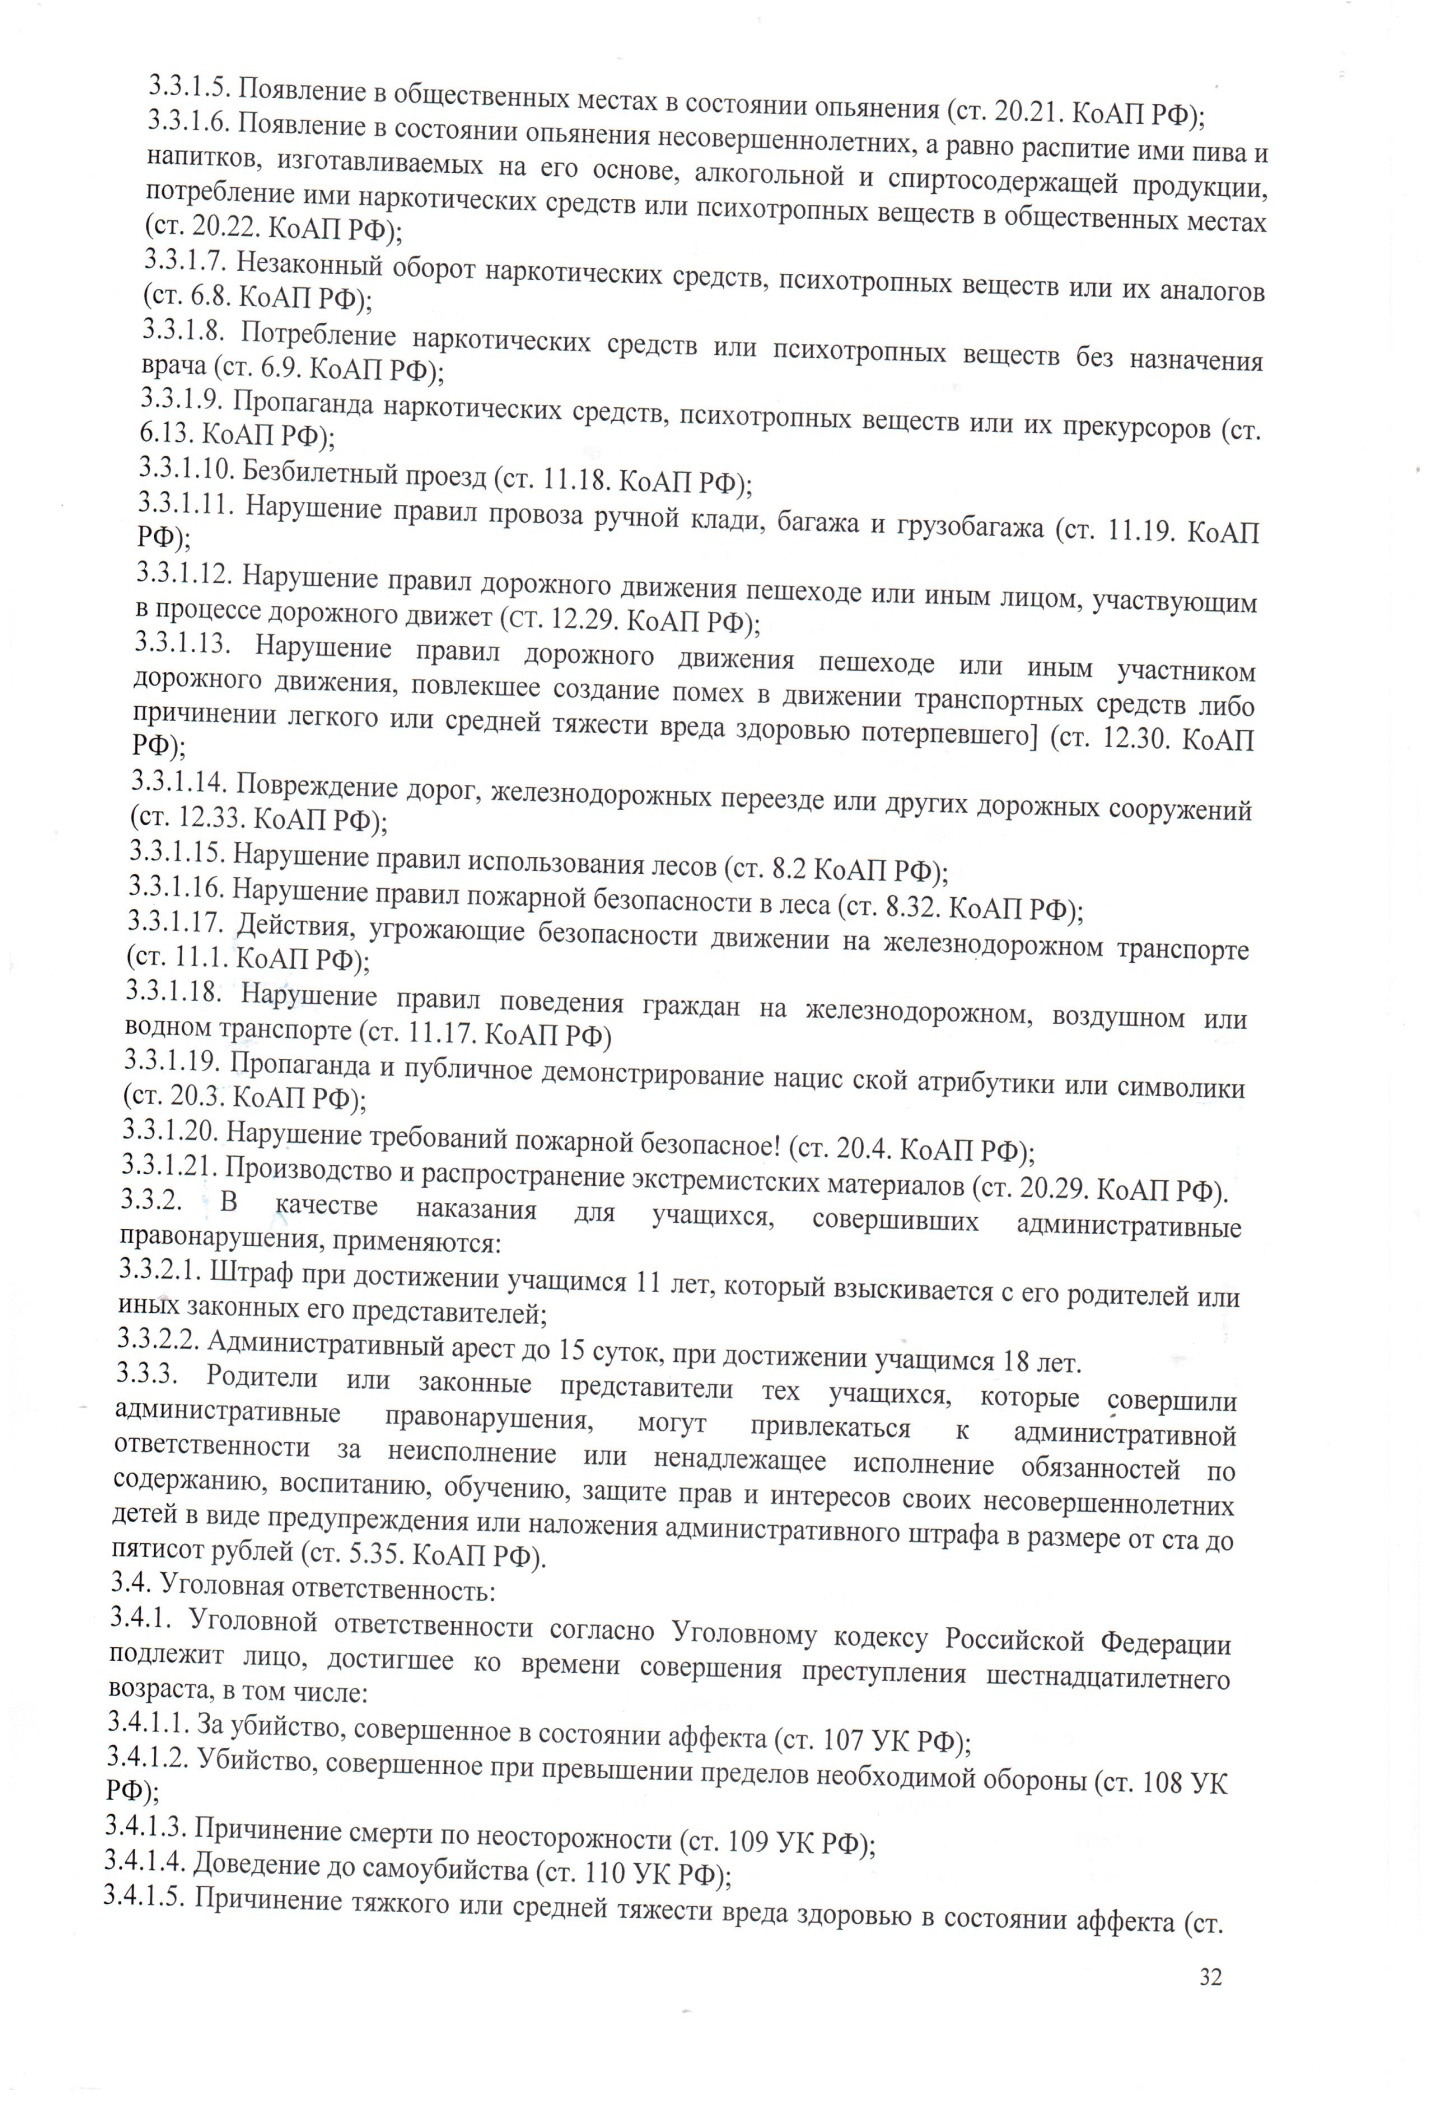 3.3.1.5. Появление в общественных местах в состоянии опьянения (ст. 20.21. КоАП РФ);
3.3.1.6. Появление в состоянии опьянения несовершеннолетних, а равно распитие ими пива и
напитков, изготавливаемых на его основе, алкогольной и спиртосодержащей продукции,
потребление ими наркотических средств или психотропных веществ в общественных местах
(ст. 20.22. КоАП РФ);
3.3.1.7. Незаконный оборот наркотических средств, психотропных веществ или их аналогов
(ст. 6.8. КоАП РФ);
3.3.1.8. Потребление наркотических средств или психотропных веществ без назначения
врача (ст. 6.9. КоАП РФ);
3.3.1.9. Пропаганда наркотических средств, психотропных веществ или их прекурсоров (ст.
6.13. КоАП РФ);
3.3.1.10. Безбилетный проезд (ст. 11.18. КоАП РФ);
3.3.1.11. Нарушение правил провоза ручной клади, багажа и грузобагажа (ст. 11.19. КоАП
РФ);
3.3.1.12. Нарушение правил дорожного движения пешеходе или иным лицом, участвующим
в процессе дорожного движет (СТ. 12.29. КоАП РФ);
3.3.1.13. Нарушение правил дорожного движения пешеходе или иным участником
дорожного движения, повлекшее создание помех в движении транспортных средств либо
причинении легкого или средней тяжести вреда здоровью потерпевшего] (ст. 12.30. КоАП
РФ);
3.3.1.14. Повреждение дорог, железнодорожных переезде или других дорожных сооружений
(ст. 12.33. КоАП РФ);
3.3.1.15. Нарушение правил использования лесов (ст. 8.2 КоАП РФ);
3.3.1.16. Нарушение правил пожарной безопасности в леса (ст. 8.32. КоАП РФ);
3.3.1.17. Действия, угрожающие безопасности движении на железнодорожном транспорте
(ст. 11.1. КоАП РФ);
3.3.1.18. Нарушение правил поведения граждан на железнодорожном, воздушном или
водном транспорте (ст. 11.17. КоАП РФ)
3.3.1.19. Пропаганда и публичное демонстрирование нацис ской атрибутики или символики
(ст. 20.3. КоАП РФ);
3.3.1.20. Нарушение требований пожарной безопасное! (ст. 20.4. КоАП РФ);
3.3.1.21. Производство и распространение экстремистских материалов (ст. 20.29. КоАП РФ).
3.3.2. В качестве наказания для учащихся, совершивших административные
правонарушения, применяются:
3.3.2.1. Штраф при достижении учащимся 11 лет, который взыскивается с его родителей или
иных законных его представителей;
3.3.2.2. Административный арест до 15 суток, при достижении учащимся 18 лет.
3.3.3. Родители или законные представители тех учащихся, которые совершили
административные правонарушения, могут привлекаться к административной
ответственности за неисполнение или ненадлежащее исполнение обязанностей по
содержанию, воспитанию, обучению, защите прав и интересов своих несовершеннолетних
детей в виде предупреждения или наложения административного штрафа в размере от ста до
пятисот рублей (ст. 5.35. КоАП РФ).
3.4. Уголовная ответственность:
3.4.1. Уголовной ответственности согласно Уголовному кодексу Российской Федерации
подлежит лицо, достигшее ко времени совершения преступления шестнадцатилетнего
возраста, в том числе:
3.4.1.1. За убийство, совершенное в состоянии аффекта (ст. 107 УК РФ);
3.4.1.2. Убийство, совершенное при превышении пределов необходимой обороны (ст. 108 УК
РФ);
3.4.1.3. Причинение смерти по неосторожности (ст. 109 УК РФ);
3.4.1.4. Доведение до самоубийства (ст. 110 УК РФ);
3.4.1.5. Причинение тяжкого или средней тяжести вреда здоровью в состоянии аффекта (ст.
32